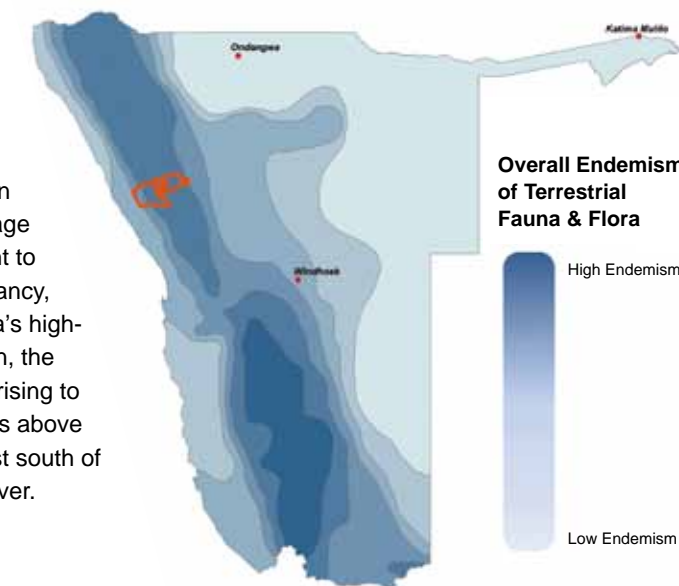 n
age
nt to
ancy,
a's high-
n, the
rising to
s above
st south of
ver.
Ondangwa
Katima Mulilo
Windhoek
Overall Endemism
of Terrestrial
Fauna & Flora
High Endemism
Low Endemism